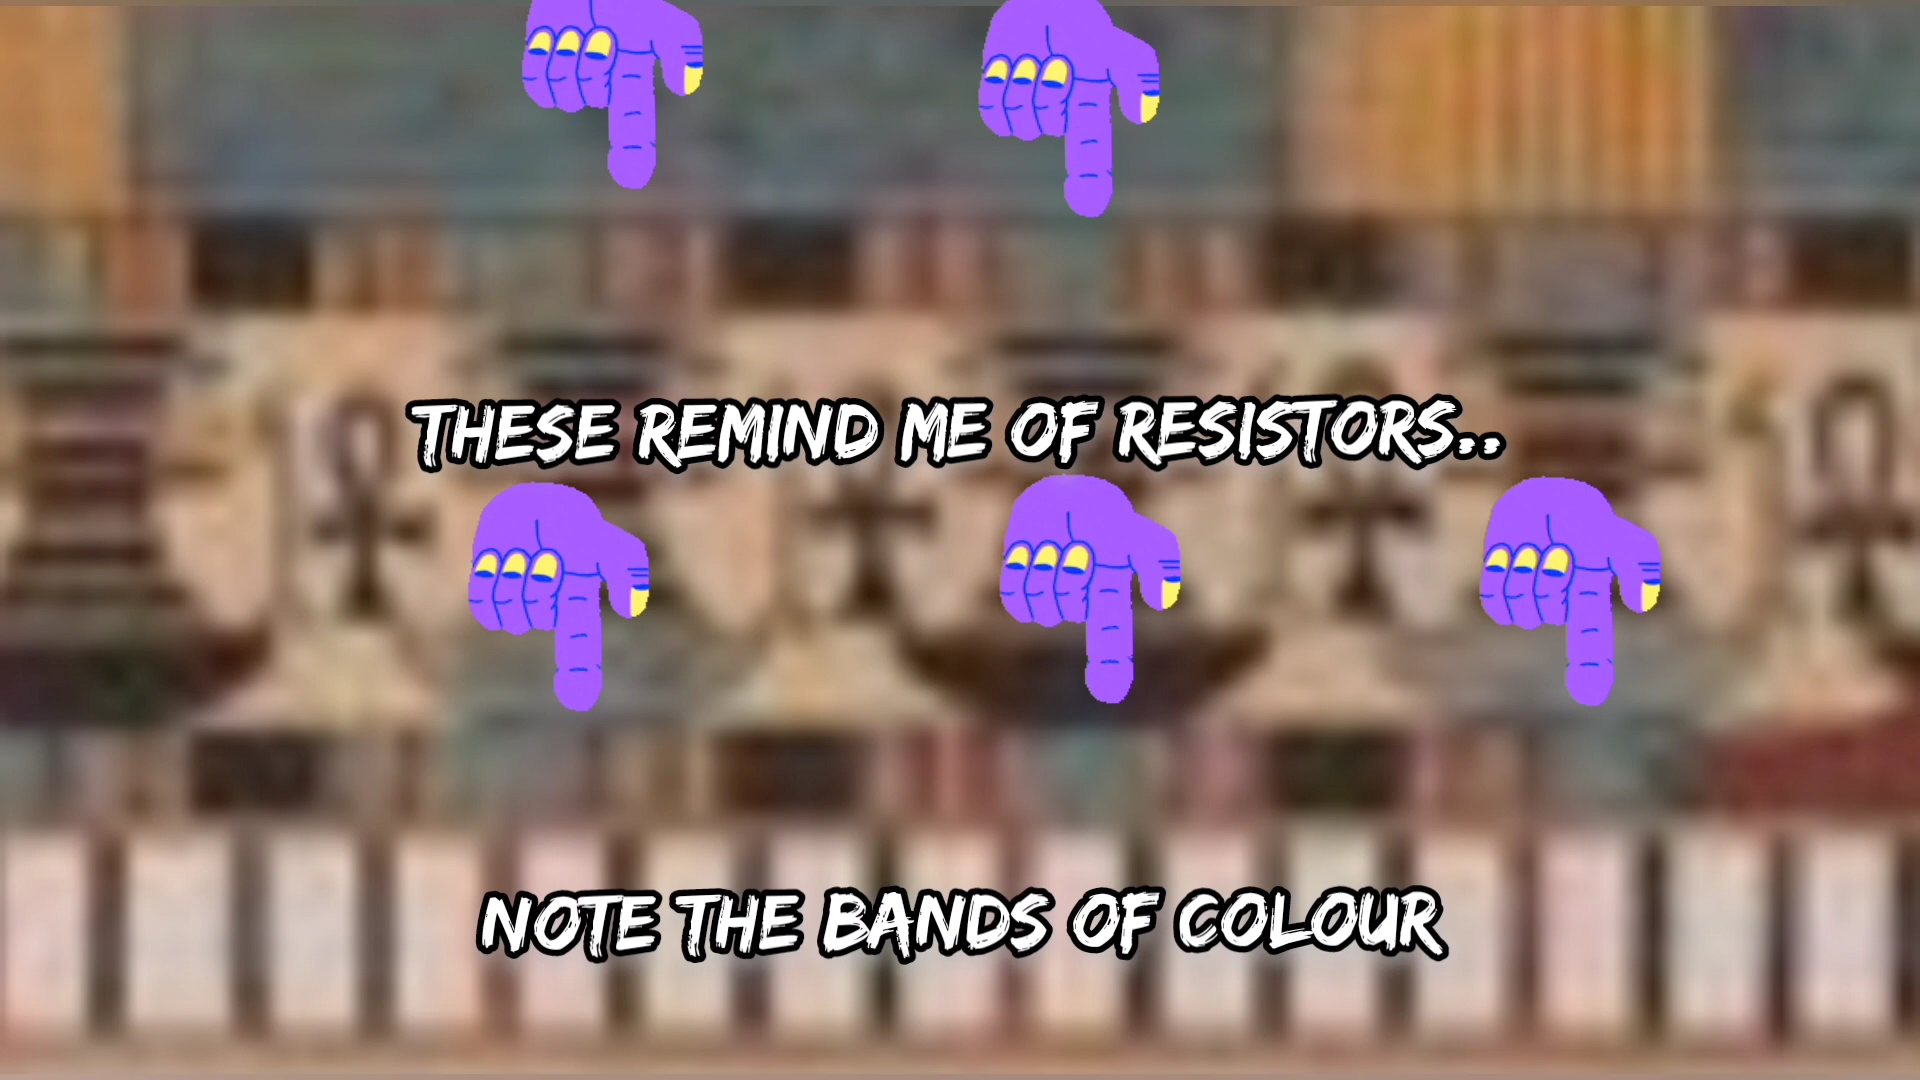 THESE REMIND ME OF RESISTORS..
NOTE THE BANDS OF COLOUR